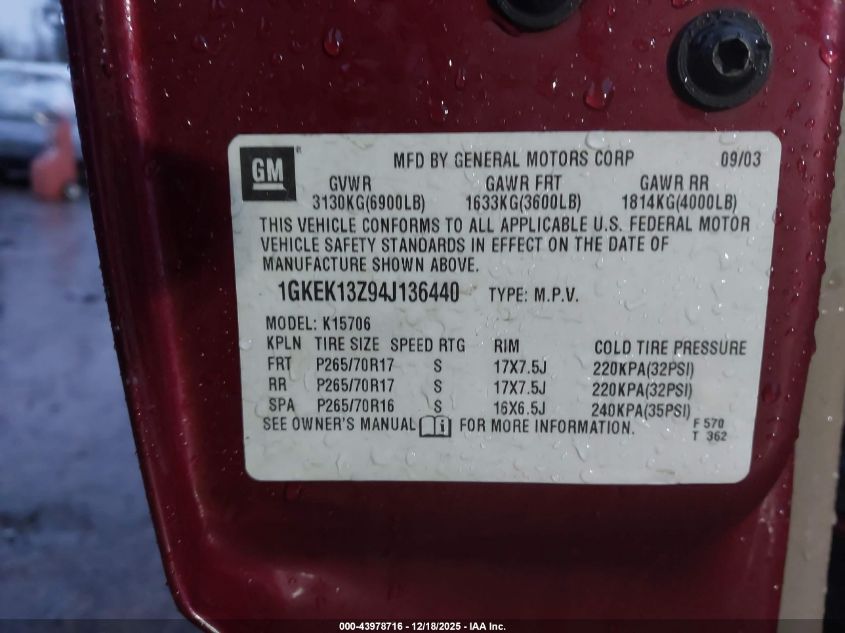 GM ® MFD BY GENERAL MOTORS CORP 09/03
GVWR GAWR FRT GAWR RR
3130KG(6900LB) 1633KG(3600LB) 1814KG(4000LB)
THIS VEHICLE CONFORMS TO ALL APPLICABLE U.S. FEDERAL MOTOR
VEHICLE SAFETY STANDARDS IN EFFECT ON THE DATE OF
MANUFACTURE SHOWN ABOVE.
1GKEK13Z94J136440 TYPE: M.P.V.
MODEL: K15706
KPLN TIRE SIZE SPEED RTG RIM COLD TIRE PRESSURE
FRT P265/70R17 S 17X7.5J 220KPA(32PSI)
RR P265/70R17 S 17X7.5J 220KPA(32PSI)
SPA P265/70R16 S 16X6.5J 240KPA(35PSI)
SEE OWNER'S MANUAL i FOR MORE INFORMATION. F 570
T 362
000-43978716 – 12/18/2025 – IAA Inc.